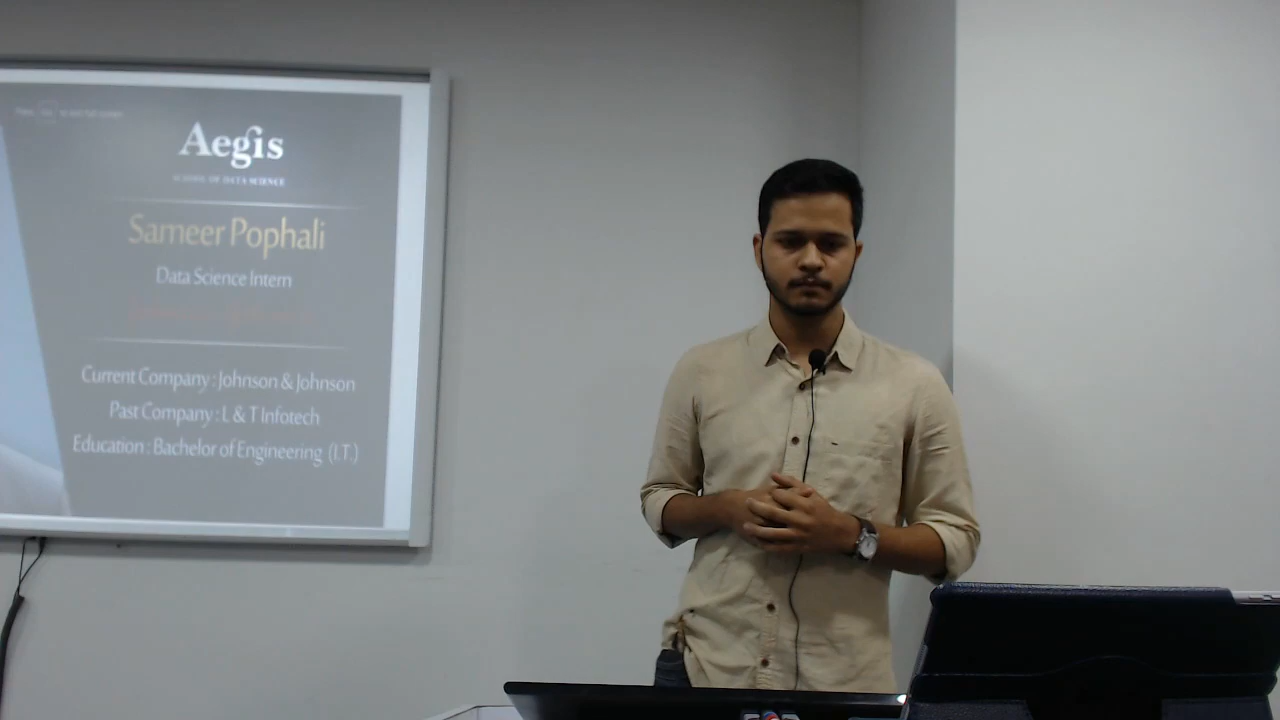 Aegis
SCHOOL OF DATA SCIENCE
Sameer Pophali
Data Science Intern
Current Company : Johnson & Johnson
Past Company : L & T Infotech
Education : Bachelor of Engineering (I.T.)